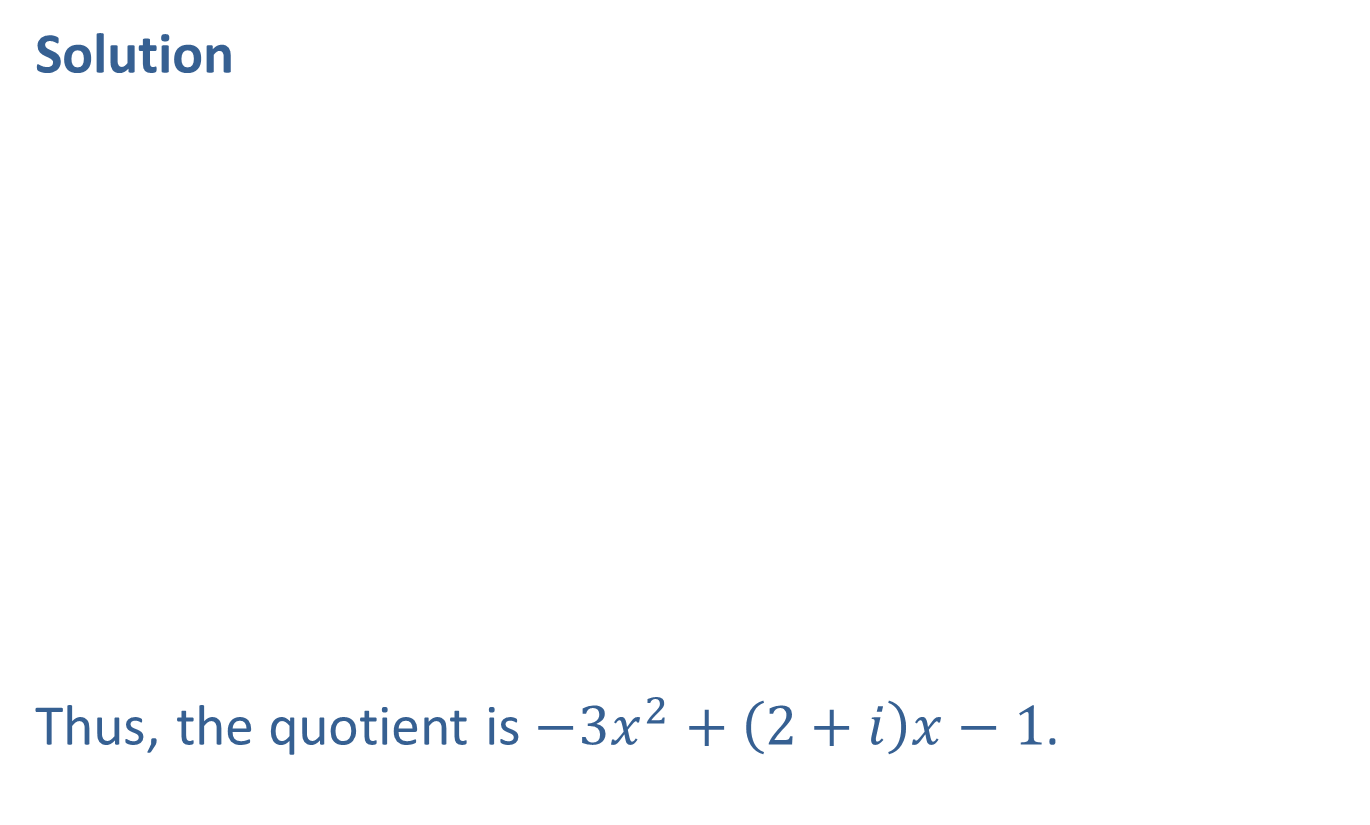 Solution
Thus, the quotient is −3x² + (2 + i)x − 1.